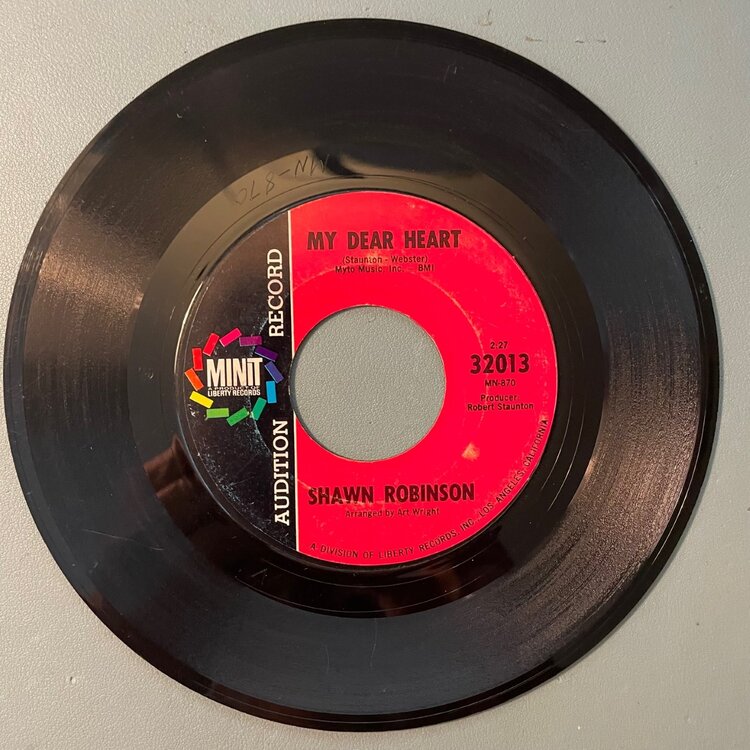 MN-870
MY DEAR HEART
(Staunton - Webster)
Myto Music, Inc. - BMI
AUDITION RECORD
MINIT
A PRODUCT OF
LIBERTY RECORDS
2:27
32013
MN-870
Producer
Robert Staunton
SHAWN ROBINSON
Arranged by Art Wright
A DIVISION OF LIBERTY RECORDS, INC., LOS ANGELES, CALIFORNIA